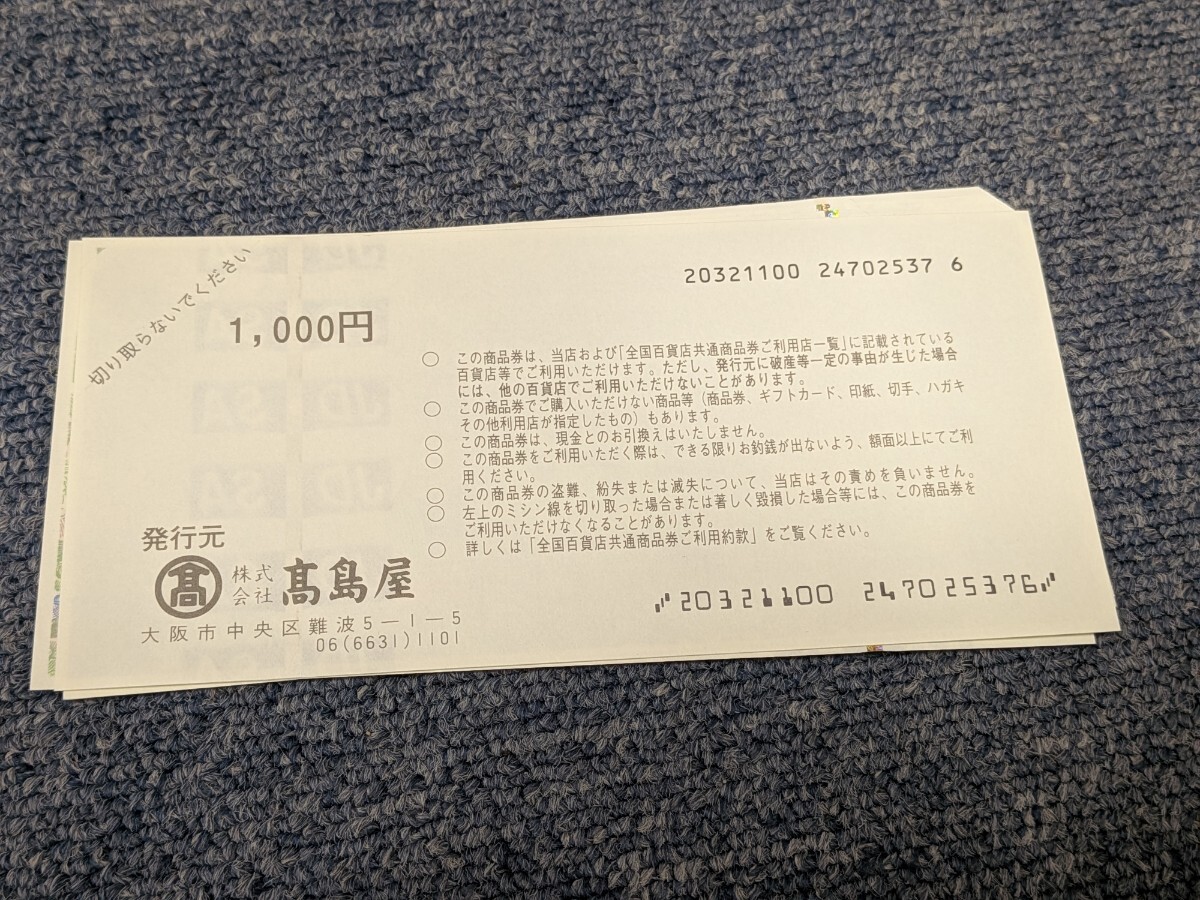 切り取らないでください
20321100 24702537 6
1,000円
○ この商品券は、当店および「全国百貨店共通商品券ご利用店一覧」に記載されている
百貨店等でご利用いただけます。ただし、発行元に破産等一定の事由が生じた場合
には、他の百貨店でご利用いただけないことがあります。
○ この商品券でご購入いただけない商品等（商品券、ギフトカード、印紙、切手、ハガキ
その他利用店が指定したもの）もあります。
○ この商品券は、現金とのお引換えはいたしません。
○ この商品券をご利用いただく際は、できる限りお釣銭が出ないよう、額面以上にてご利
用ください。
○ この商品券の盗難、紛失または滅失について、当店はその責めを負いません。
○ 左上のミシン線を切り取った場合または著しく毀損した場合等には、この商品券を
ご利用いただけなくなることがあります。
○ 詳しくは「全国百貨店共通商品券ご利用約款」をご覧ください。
発行元
髙 株式会社 髙島屋
大阪市中央区難波5－1－5
06(6631)1101
20321100 247025376